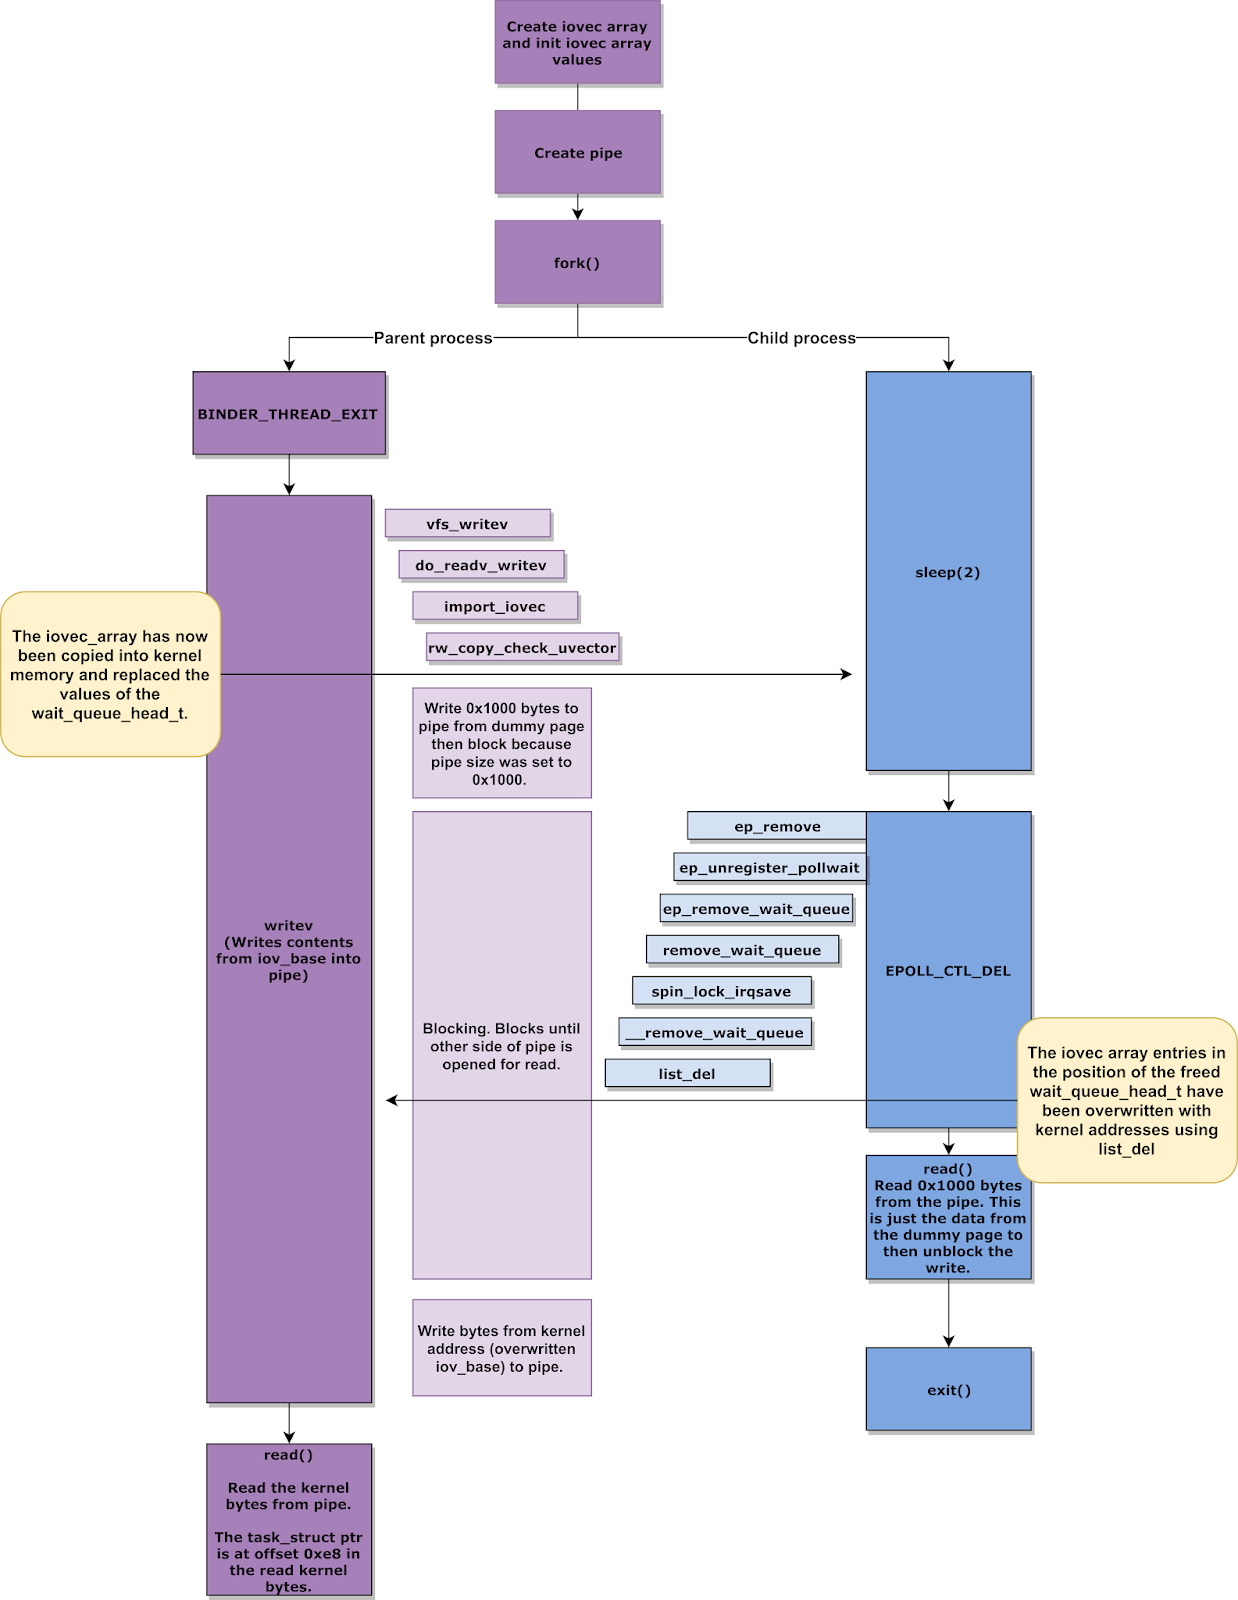 Create iovec array
and init iovec array
values
Create pipe
fork()
Parent process
Child process
BINDER_THREAD_EXIT
vfs_writev
do_readv_writev
import_iovec
rw_copy_check_uvector
sleep(2)
The iovec_array has now
been copied into kernel
memory and replaced the
values of the
wait_queue_head_t.
Write 0x1000 bytes to
pipe from dummy page
then block because
pipe size was set to
0x1000.
writev
(Writes contents
from iov_base into
pipe)
Blocking. Blocks until
other side of pipe is
opened for read.
ep_remove
ep_unregister_pollwait
ep_remove_wait_queue
remove_wait_queue
spin_lock_irqsave
__remove_wait_queue
list_del
EPOLL_CTL_DEL
The iovec array entries in
the position of the freed
wait_queue_head_t have
been overwritten with
kernel addresses using
list_del
read()
Read 0x1000 bytes
from the pipe. This
is just the data from
the dummy page to
then unblock the
write.
Write bytes from kernel
address (overwritten
iov_base) to pipe.
exit()
read()
Read the kernel
bytes from pipe.
The task_struct ptr
is at offset 0xe8 in
the read kernel
bytes.